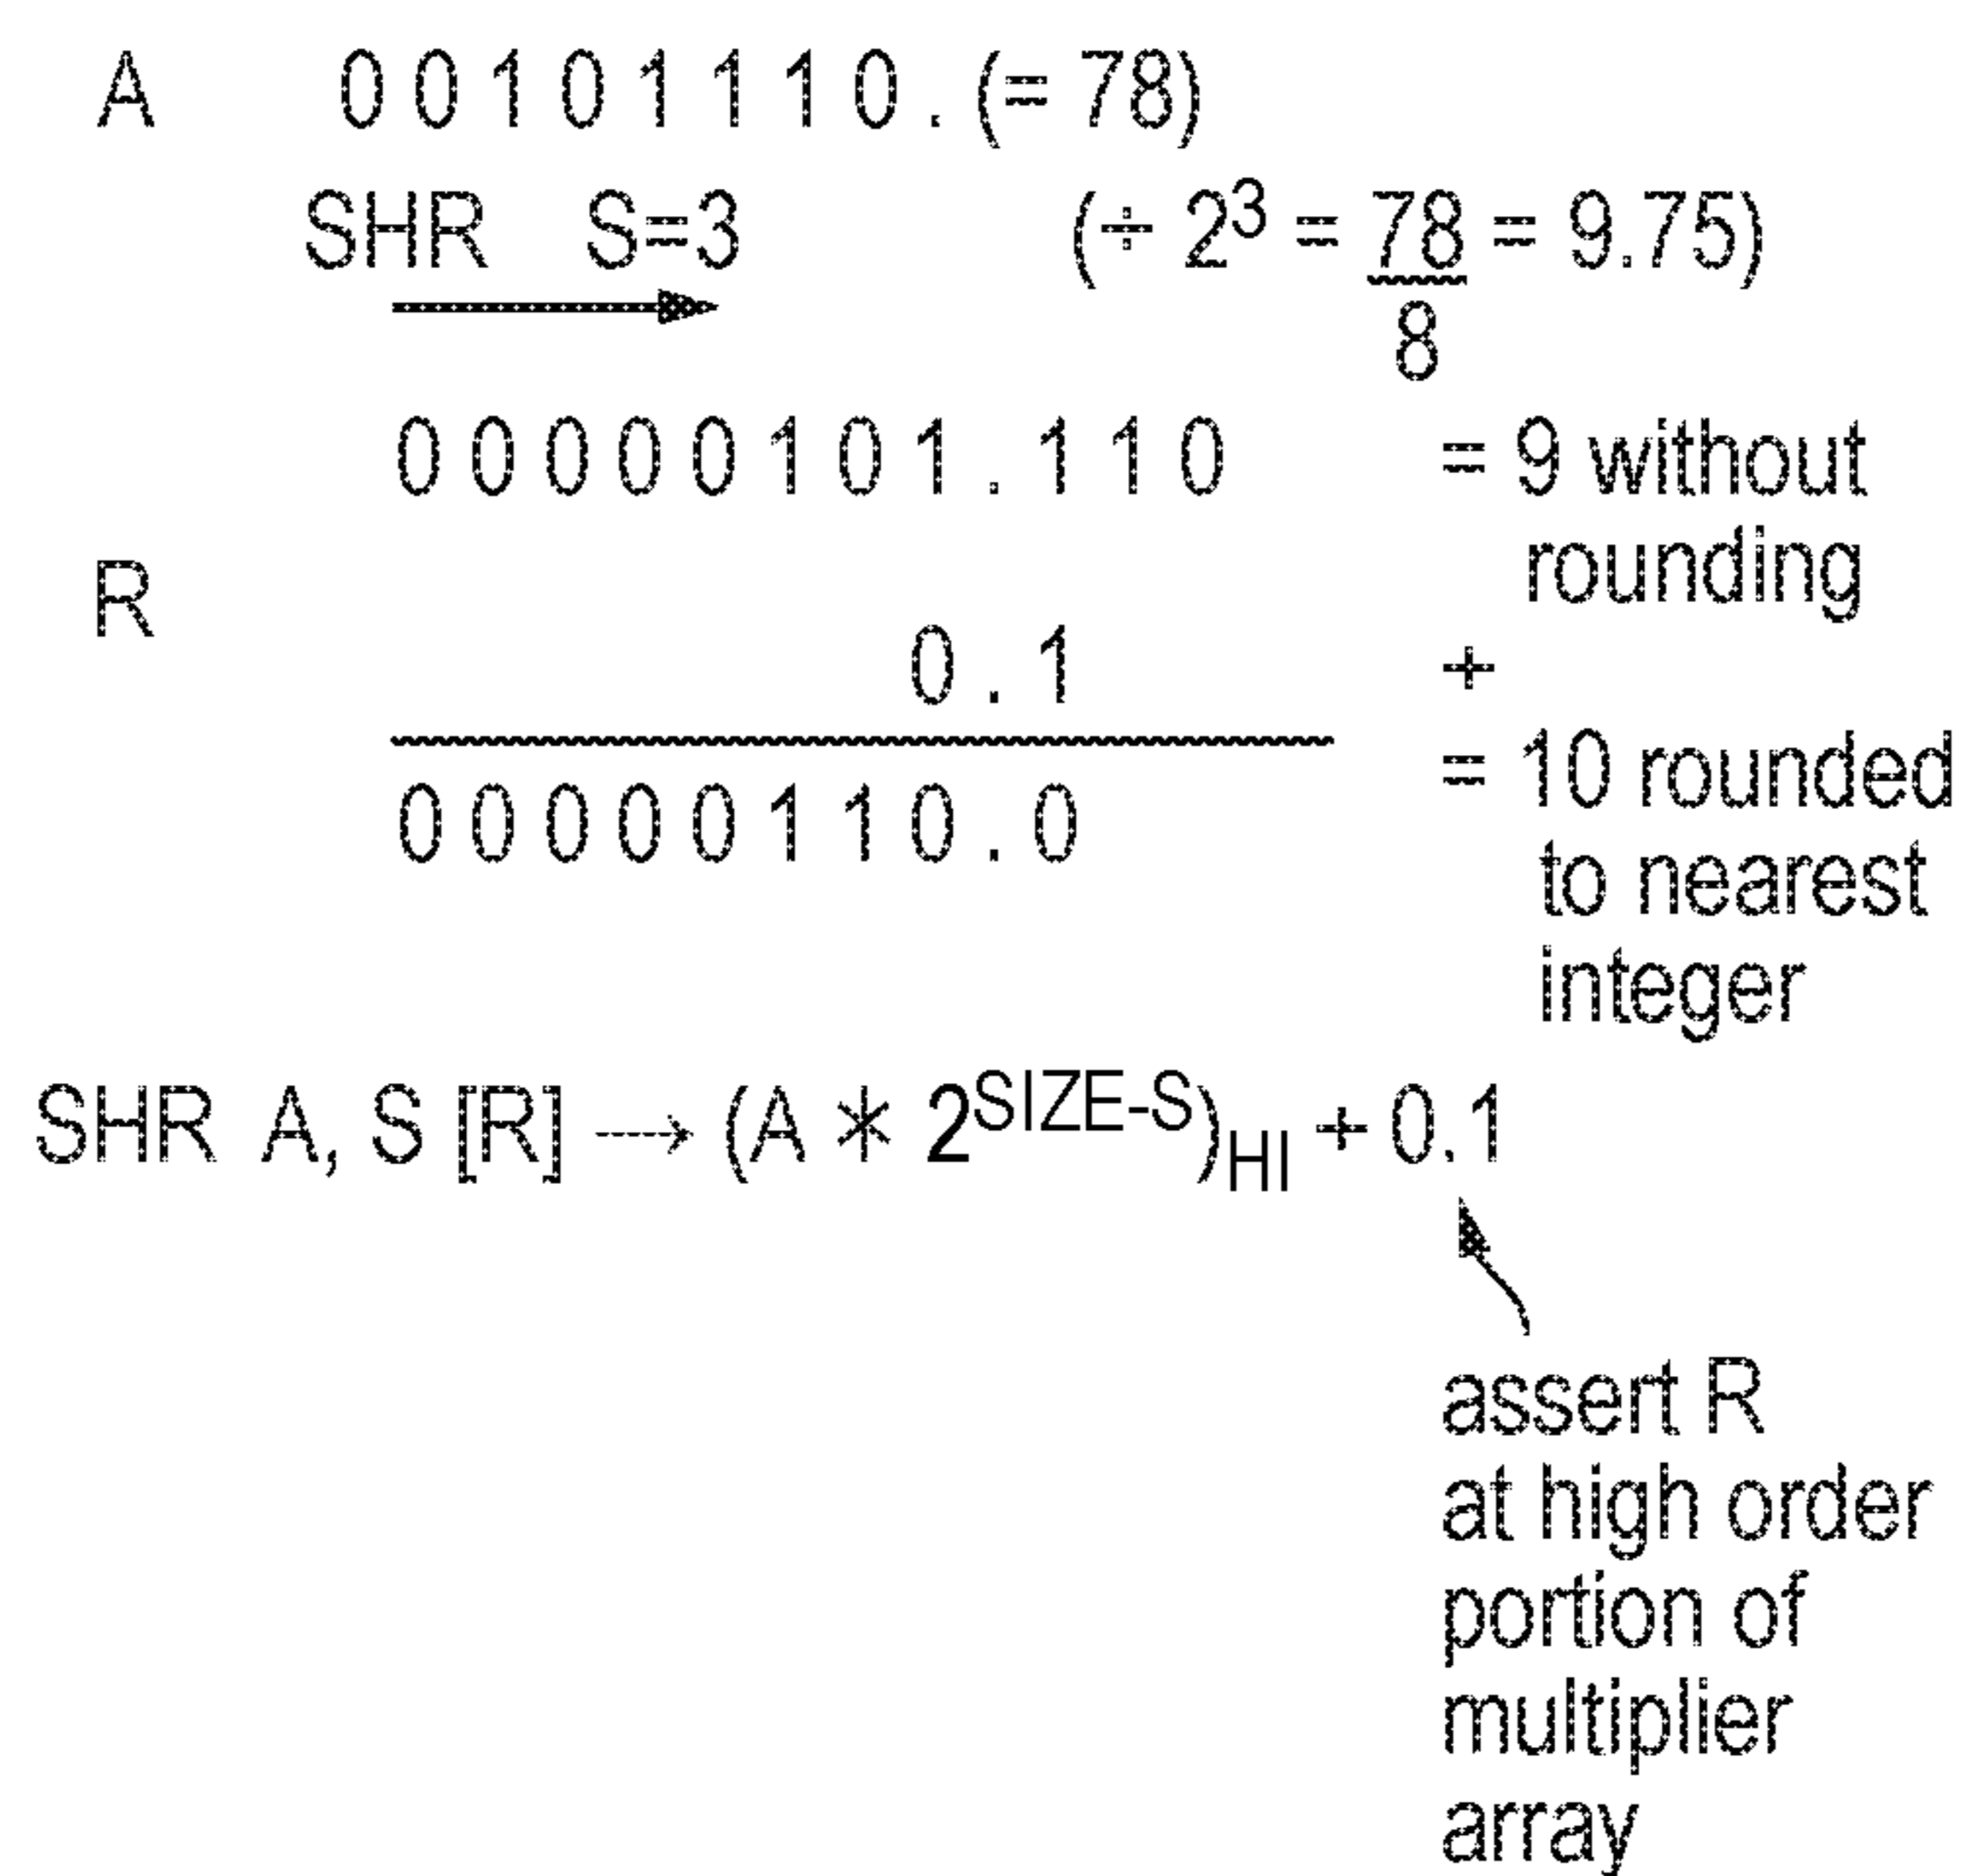 A 0 0 1 0 1 1 1 0 . (= 78)
SHR S=3 (÷ 2³ = 78 = 9.75)
8
0 0 0 0 0 1 0 1 . 1 1 0 = 9 without
rounding
R
0 . 1 +
= 10 rounded
0 0 0 0 0 1 1 0 . 0
to nearest
integer
SHR A, S [R] → (A * 2^SIZE-S)_HI + 0.1
assert R
at high order
portion of
multiplier
array